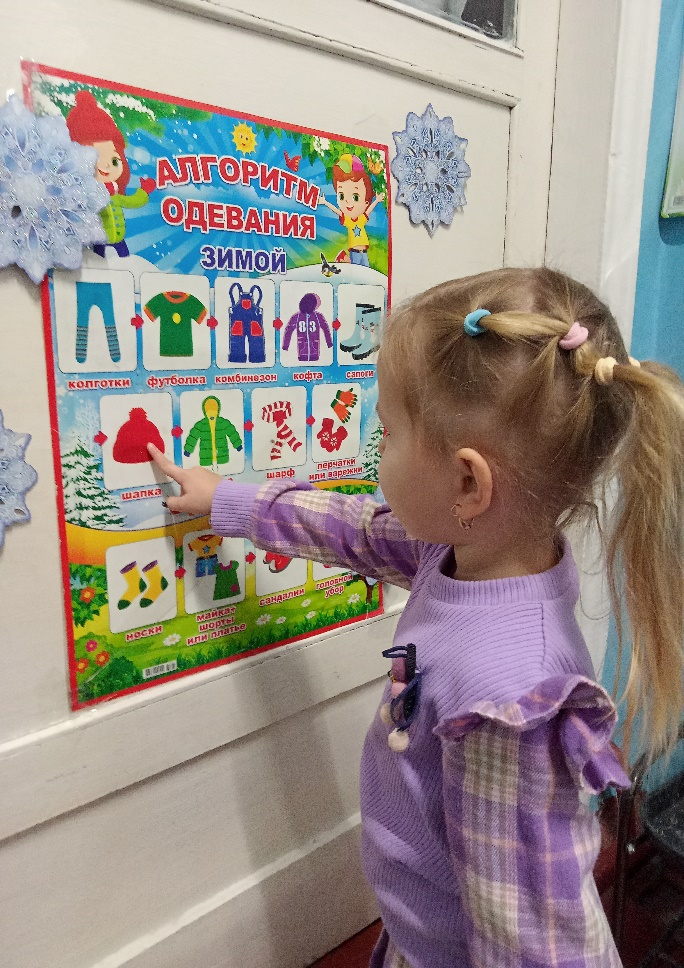 АЛГОРИТМ
ОДЕВАНИЯ
ЗИМОЙ
колготки футболка комбинезон кофта сапоги
83
шапка шарф перчатки
или варежки
носки майка+
шорты
или платье сандалии головной
убор